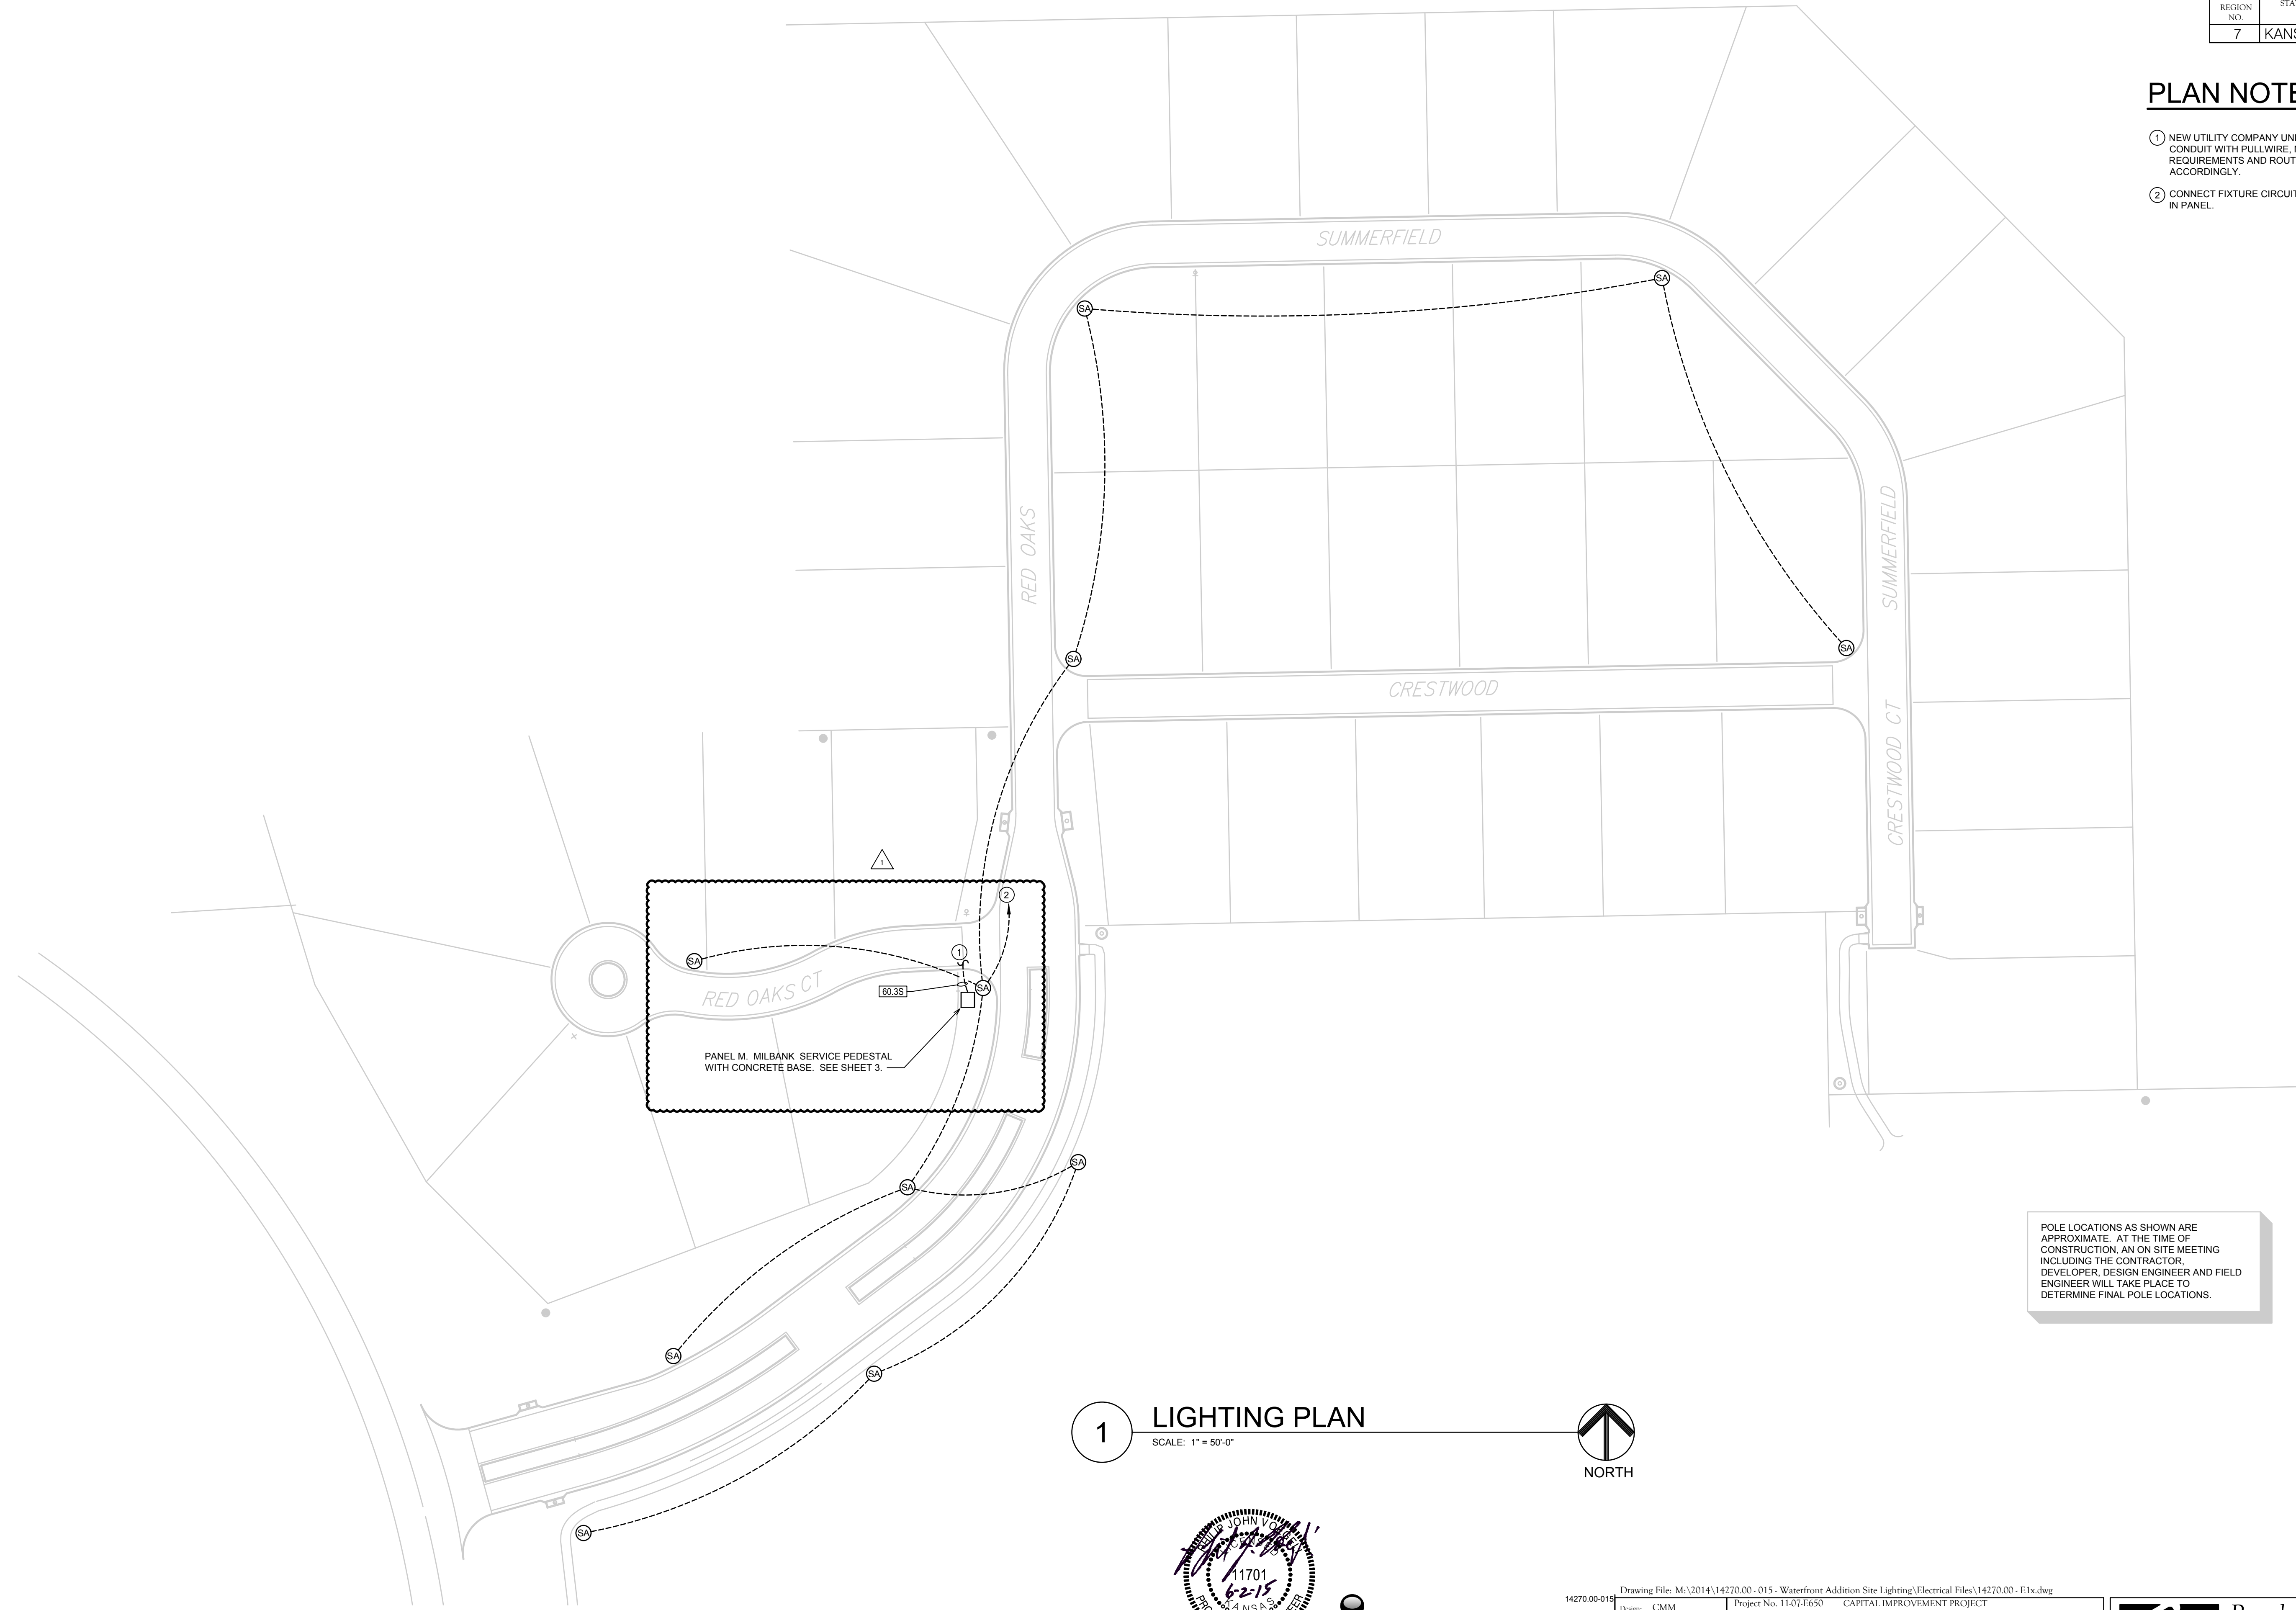 REGION
NO.
7
PLAN
1 NEW UTILITY COMPANY
CONDUIT WITH PULLWIRE,
REQUIREMENTS AND
ACCORDINGLY.
2 CONNECT FIXTURE
IN PANEL.
SUMMERFIELD
SA
SA
RED OAKS
SUMMERFIELD
SA
SA
CRESTWOOD
CRESTWOOD CT
1
2
1
SA
RED OAKS CT
60.3S
SA
PANEL M. MILBANK SERVICE PEDESTAL
WITH CONCRETE BASE. SEE SHEET 3.
SA
SA
POLE LOCATIONS AS SHOWN ARE
APPROXIMATE. AT THE TIME OF
CONSTRUCTION, AN ON SITE MEETING
INCLUDING THE CONTRACTOR,
DEVELOPER, DESIGN ENGINEER AND FIELD
ENGINEER WILL TAKE PLACE TO
DETERMINE FINAL POLE LOCATIONS.
SA
SA
1 LIGHTING PLAN
SCALE: 1" = 50'-0"
NORTH
SA
JOHN
11701
6-2-15
KANSAS
Drawing File: M:\2014\14270.00 - 015 - Waterfront Addition Site Lighting\Electrical Files\14270.00 - E1x.dwg
14270.00-015
Design: CMM
Project No. 11-07-E650 CAPITAL IMPROVEMENT PROJECT